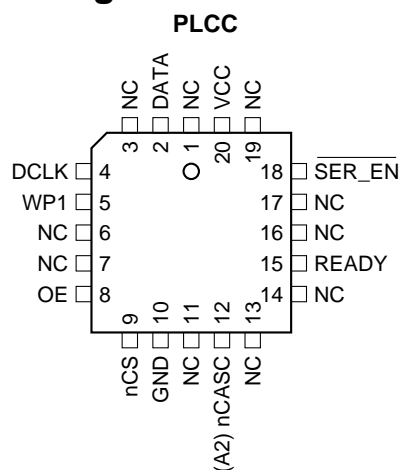 PLCC
NC
DATA
NC
VCC
NC
3
2
1
20
19
DCLK 4
WP1 5
NC 6
NC 7
OE 8
18 SER_EN
17 NC
16 NC
15 READY
14 NC
9
10
11
12
13
nCS
GND
NC
(A2) nCASC
NC